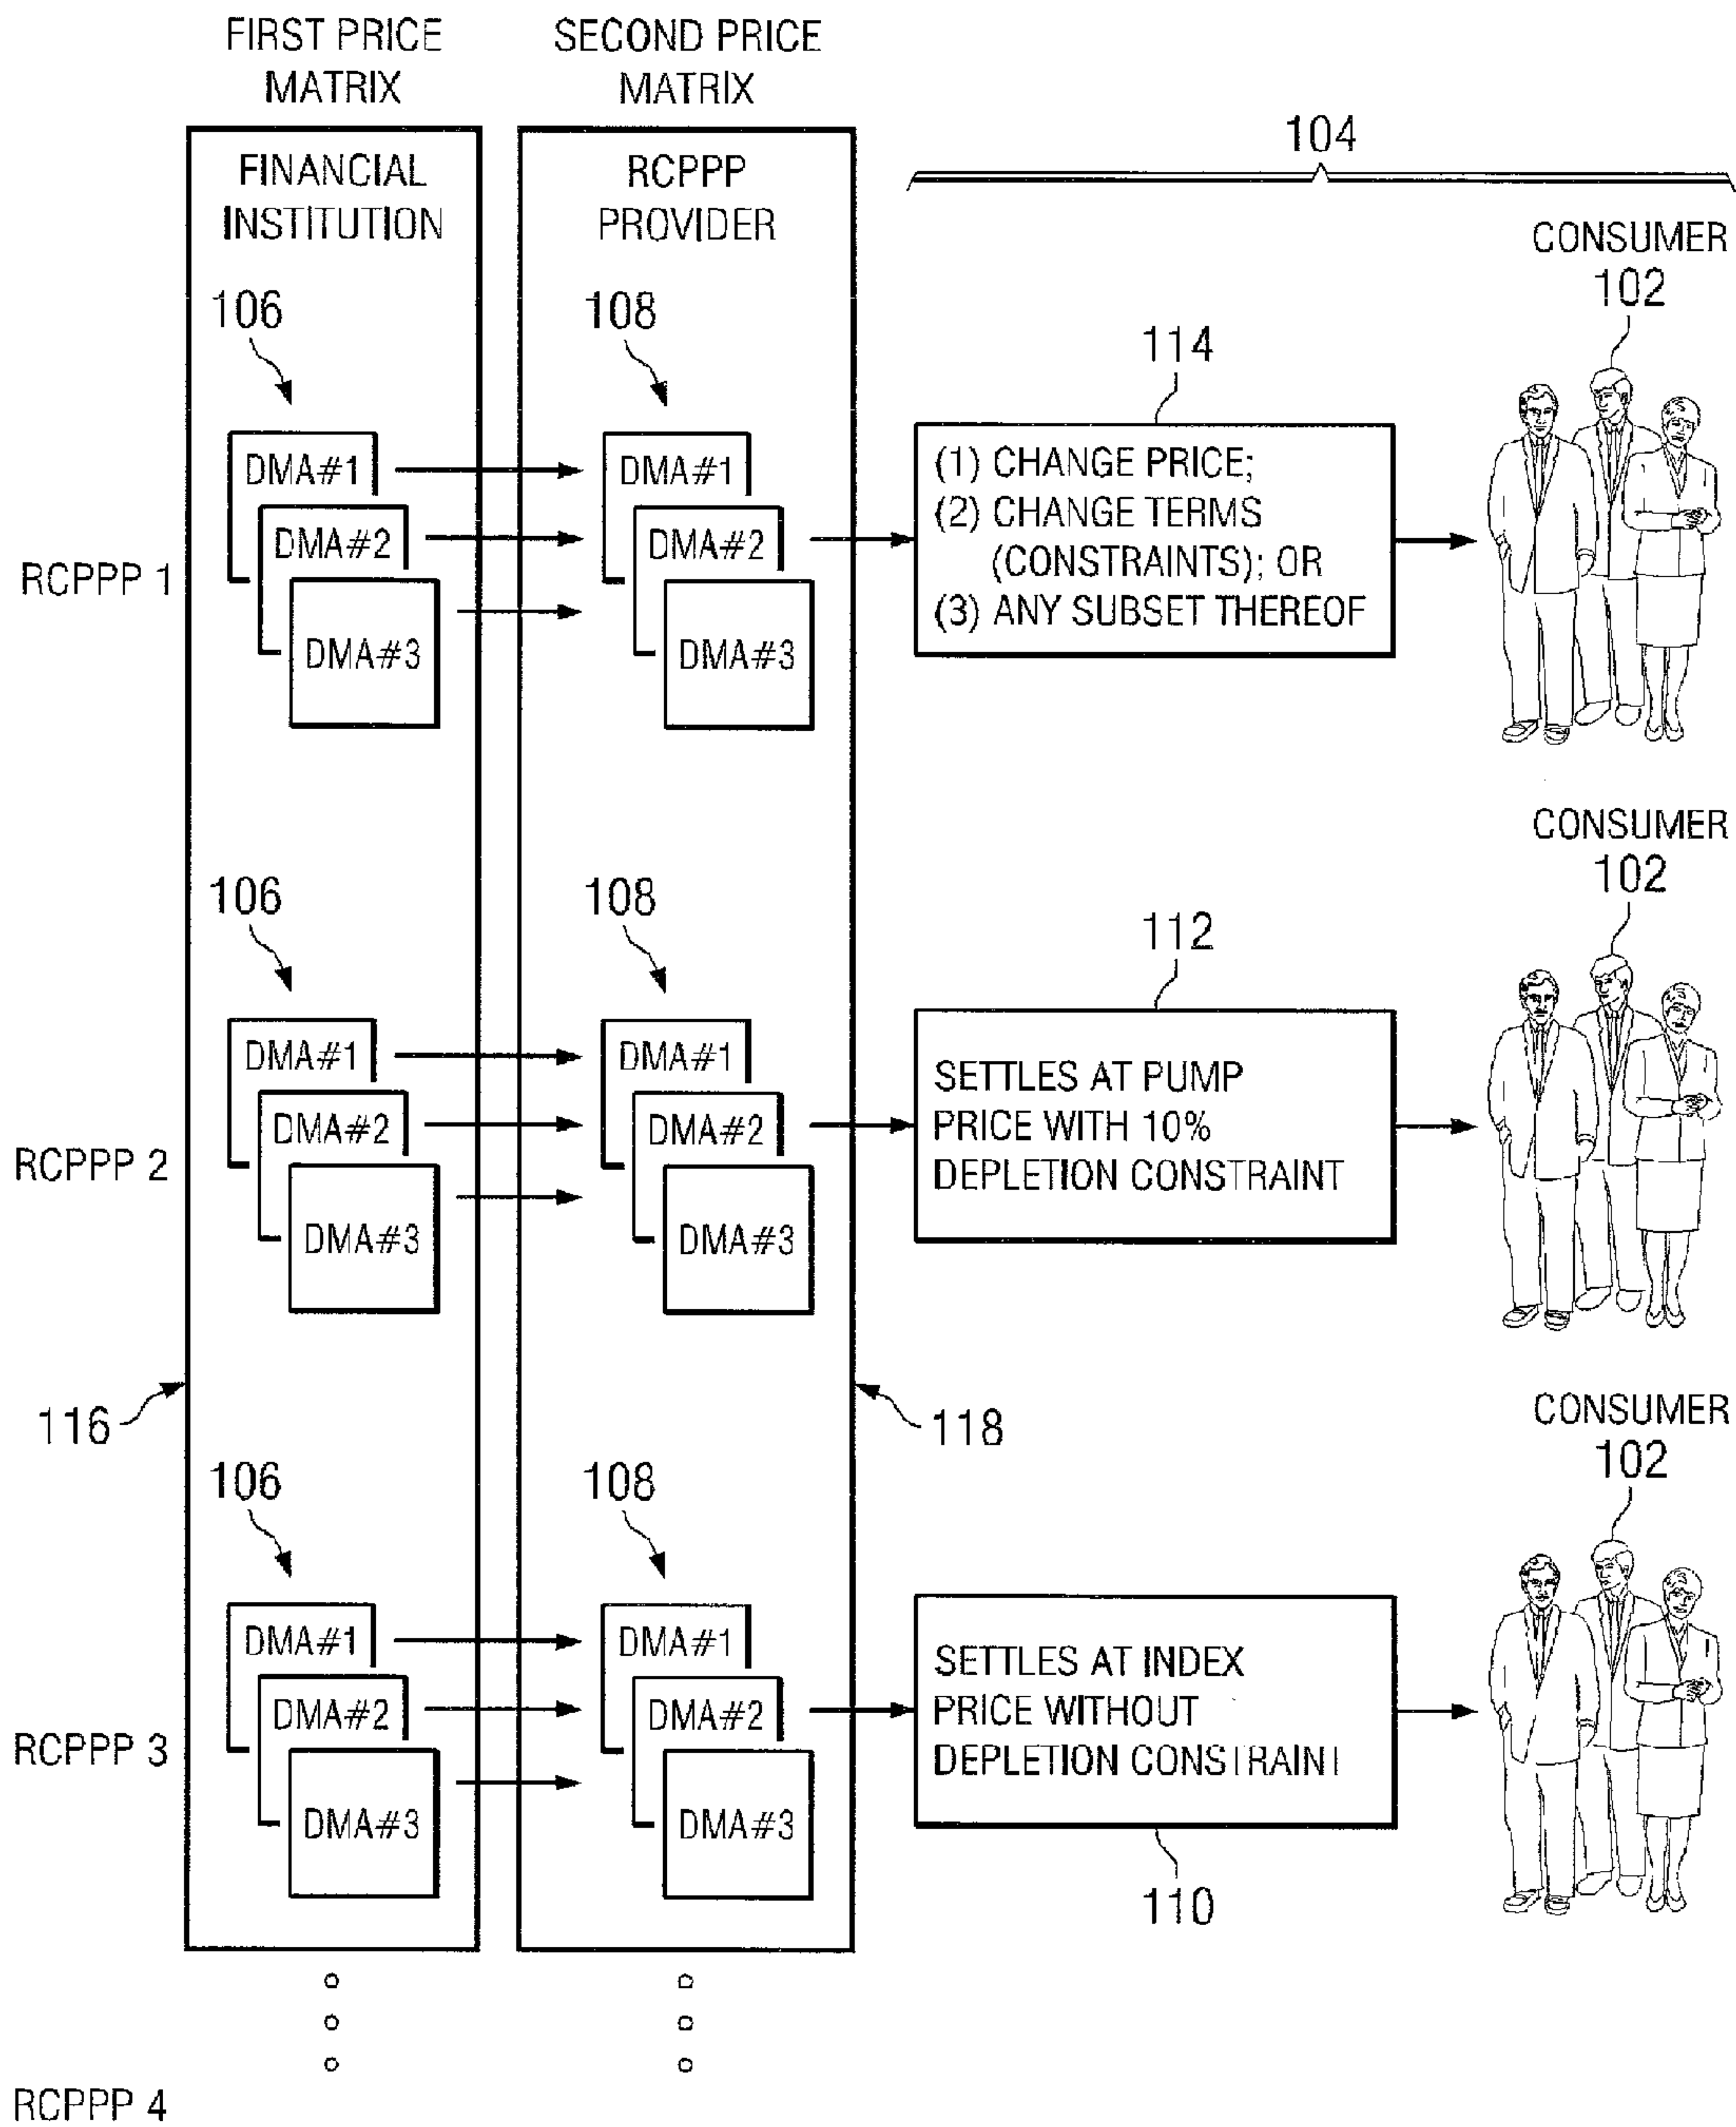 FIRST PRICE
MATRIX
SECOND PRICE
MATRIX
FINANCIAL
INSTITUTION
RCPPP
PROVIDER
104
CONSUMER
102
106
108
114
DMA#1
DMA#2
DMA#3
DMA#1
DMA#2
DMA#3
(1) CHANGE PRICE;
(2) CHANGE TERMS
(CONSTRAINTS); OR
(3) ANY SUBSET THEREOF
RCPPP 1
CONSUMER
102
106
108
112
DMA#1
DMA#2
DMA#3
DMA#1
DMA#2
DMA#3
SETTLES AT PUMP
PRICE WITH 10%
DEPLETION CONSTRAINT
RCPPP 2
116
118
CONSUMER
102
106
108
DMA#1
DMA#2
DMA#3
DMA#1
DMA#2
DMA#3
SETTLES AT INDEX
PRICE WITHOUT
DEPLETION CONSTRAINT
RCPPP 3
110
RCPPP 4